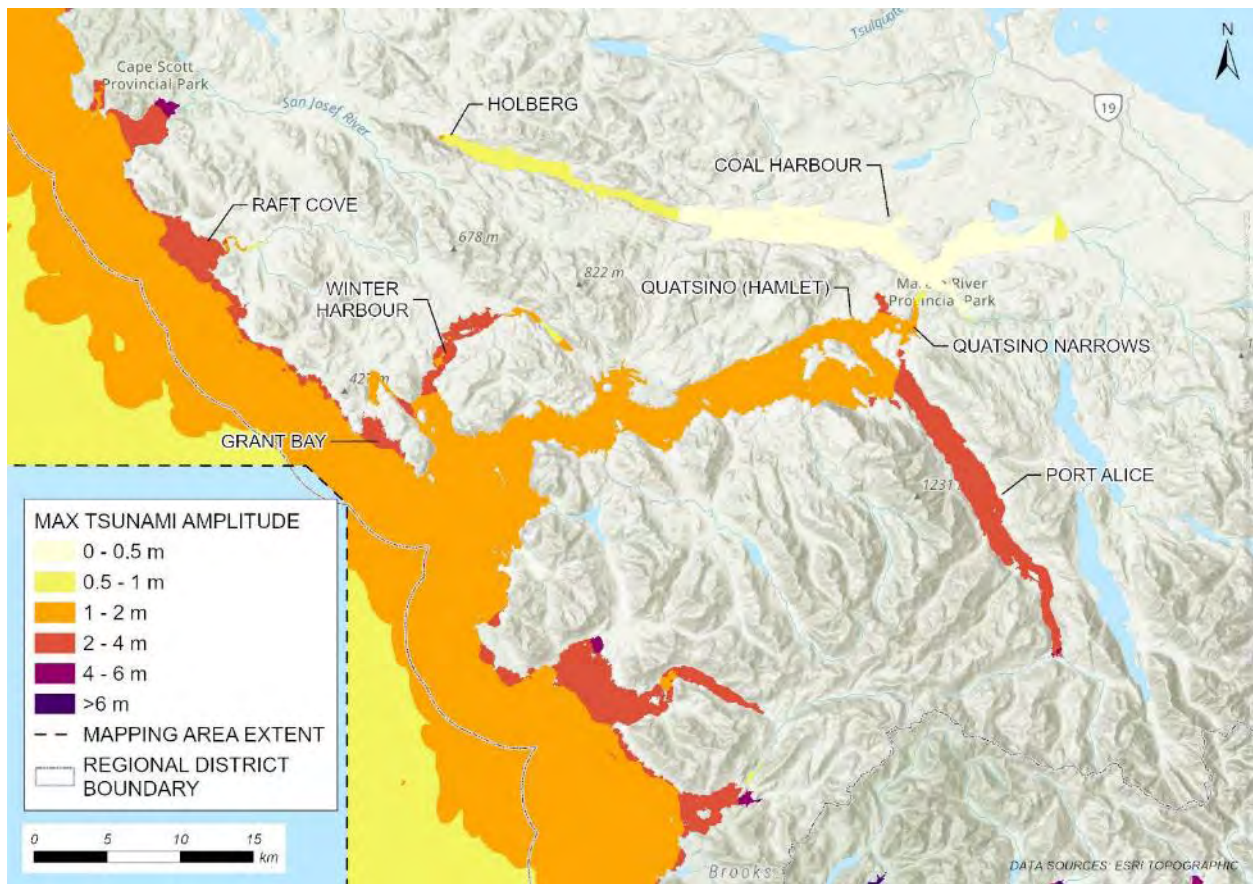 Tsulquate
N
Cape Scott
Provincial Park
San Josef River
HOLBERG
19
COAL HARBOUR
RAFT COVE
678 m
822 m
WINTER
HARBOUR
QUATSINO (HAMLET)
Provincial Park
QUATSINO NARROWS
GRANT BAY
PORT ALICE
MAX TSUNAMI AMPLITUDE
0 - 0.5 m
0.5 - 1 m
1 - 2 m
2 - 4 m
4 - 6 m
>6 m
MAPPING AREA EXTENT
REGIONAL DISTRICT
BOUNDARY
0 5 10 15
km
Brooks
DATA SOURCES: ESRI TOPOGRAPHIC